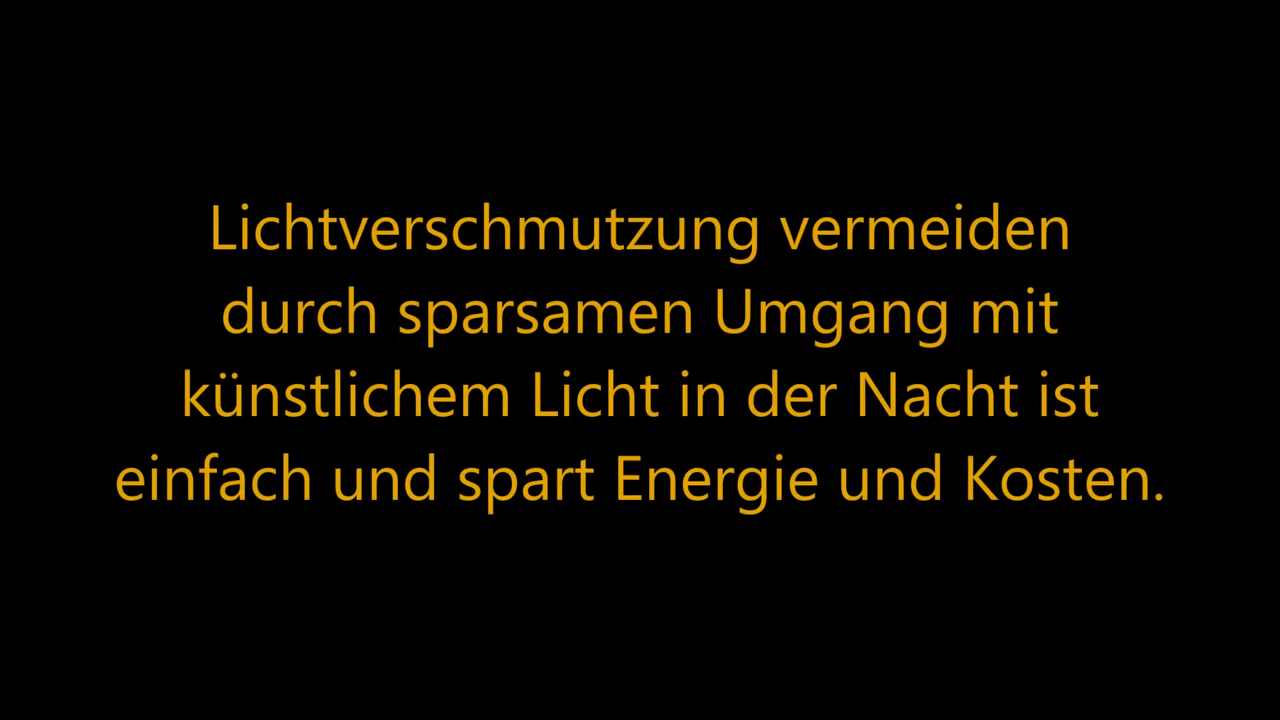 Lichtverschmutzung vermeiden
durch sparsamen Umgang mit
künstlichem Licht in der Nacht ist
einfach und spart Energie und Kosten.